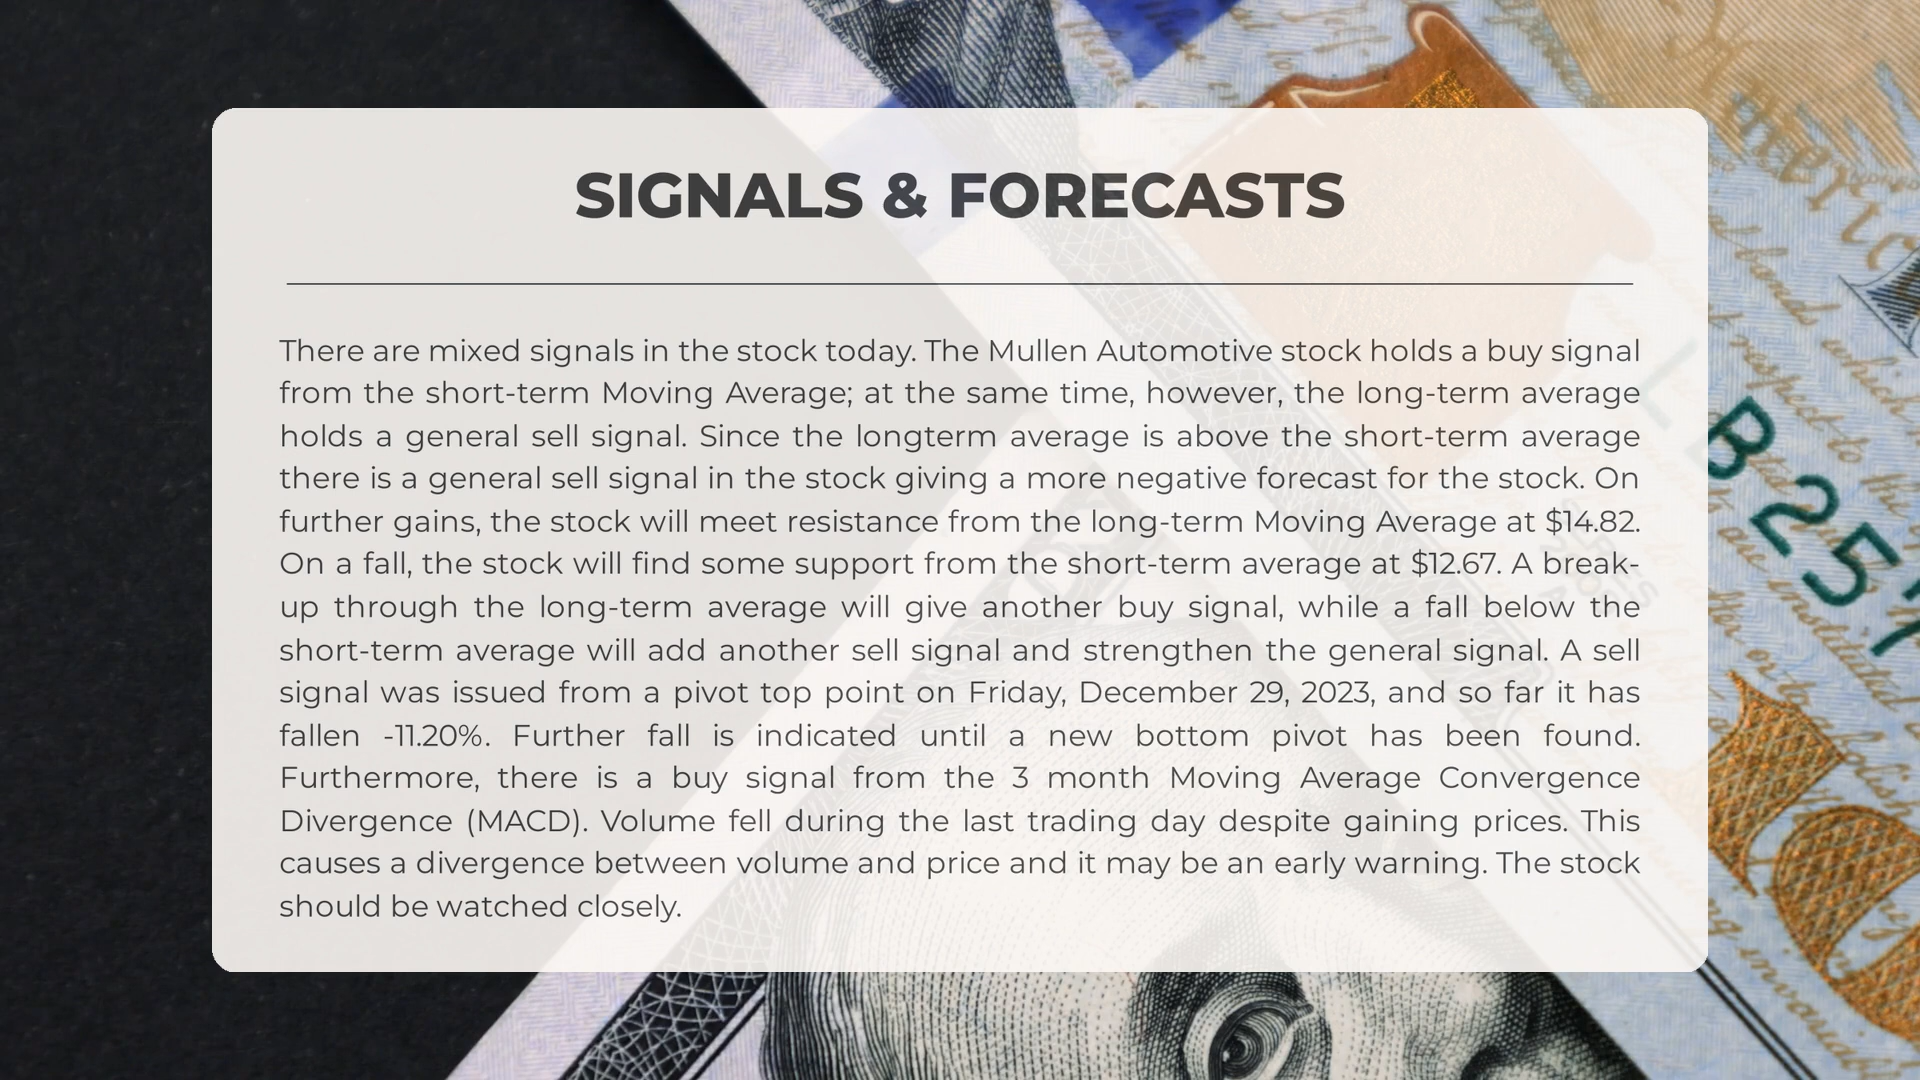 SIGNALS & FORECASTS
There are mixed signals in the stock today. The Mullen Automotive stock holds a buy signal
from the short-term Moving Average; at the same time, however, the long-term average
holds a general sell signal. Since the longterm average is above the short-term average
there is a general sell signal in the stock giving a more negative forecast for the stock. On
further gains, the stock will meet resistance from the long-term Moving Average at $14.82.
On a fall, the stock will find some support from the short-term average at $12.67. A break-
up through the long-term average will give another buy signal, while a fall below the
short-term average will add another sell signal and strengthen the general signal. A sell
signal was issued from a pivot top point on Friday, December 29, 2023, and so far it has
fallen -11.20%. Further fall is indicated until a new bottom pivot has been found.
Furthermore, there is a buy signal from the 3 month Moving Average Convergence
Divergence (MACD). Volume fell during the last trading day despite gaining prices. This
causes a divergence between volume and price and it may be an early warning. The stock
should be watched closely.
LB257